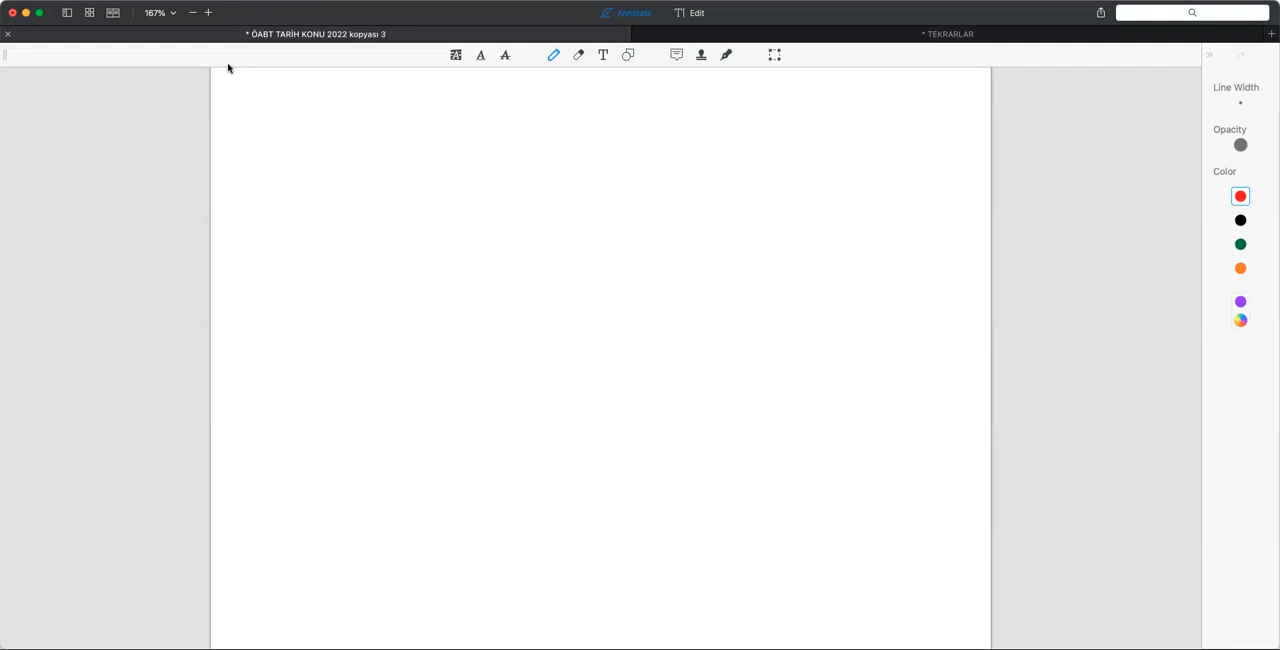 167%
Annotate
Edit
* ÖABT TARİH KONU 2022 kopyası 3
* TEKRARLAR
Line Width
Opacity
Color